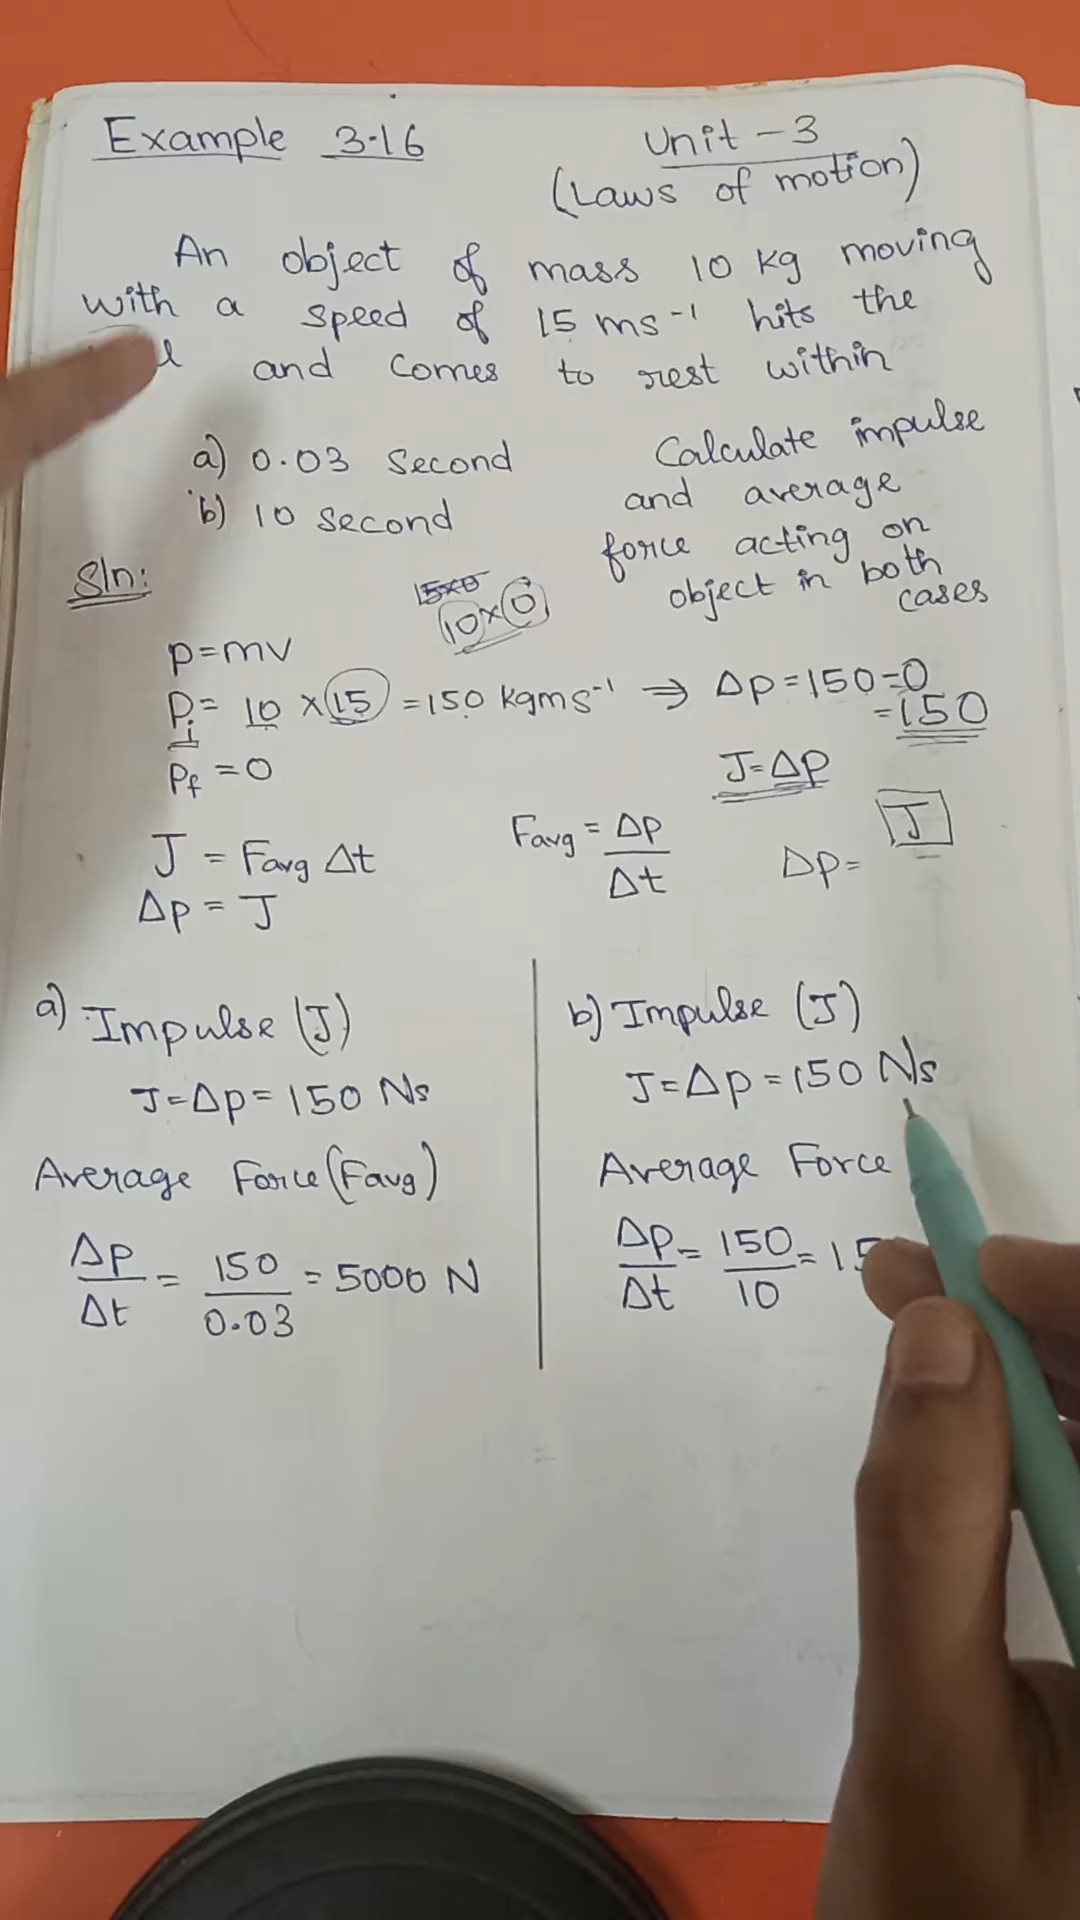 Example 3.16
Unit - 3
(Laws of motion)
An object of mass 10 kg moving
with a speed of 15 ms⁻¹ hits the
and comes to rest within
a) 0.03 second
b) 10 second
Calculate impulse
and average
force acting on
object in both
cases
Sln:
10×0
p=mv
Pi = 10 × 15 = 150 kgms⁻¹ ⇒ Δp = 150-0
= 150
Pf = 0
J=Δp
J = Favg Δt
Δp = J
Favg = Δp/Δt
Δp =
J
a) Impulse (J)
J=Δp= 150 Ns
Average Force (Favg)
Δp/Δt = 150/0.03 = 5000 N
b) Impulse (J)
J=Δp=150 Ns
Average Force
Δp/Δt = 150/10 = 15